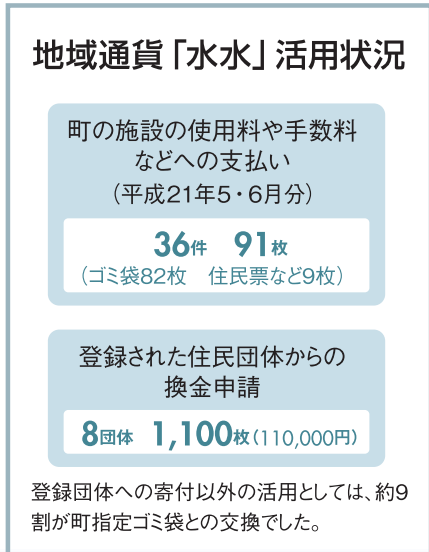 地域通貨「水水」活用状況
町の施設の使用料や手数料
などへの支払い
（平成21年5・6月分）
36件　91枚
（ゴミ袋82枚　住民票など9枚）
登録された住民団体からの
換金申請
8団体　1,100枚（110,000円）
登録団体への寄付以外の活用としては、約9
割が町指定ゴミ袋との交換でした。